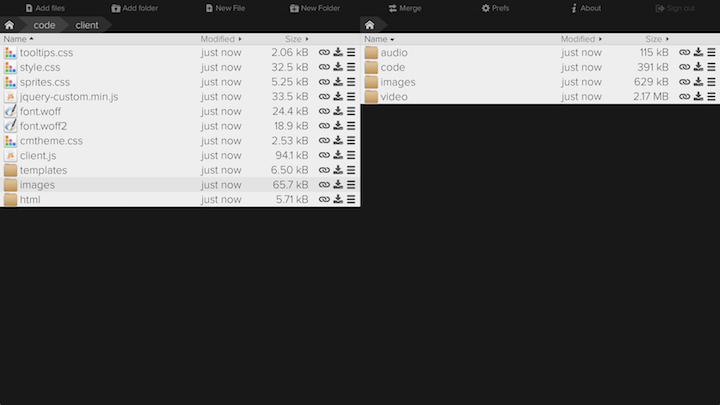 Add files Add folder New File New Folder Merge Prefs About Sign out
code client
Name Modified Size
tooltips.css just now 2.06 kB
style.css just now 32.5 kB
sprites.css just now 5.25 kB
jquery-custom.min.js just now 33.5 kB
font.woff just now 24.4 kB
font.woff2 just now 18.9 kB
cmtheme.css just now 2.53 kB
client.js just now 94.1 kB
templates just now 6.50 kB
images just now 65.7 kB
html just now 5.71 kB
Name Modified Size
audio just now 115 kB
code just now 391 kB
images just now 629 kB
video just now 2.17 MB